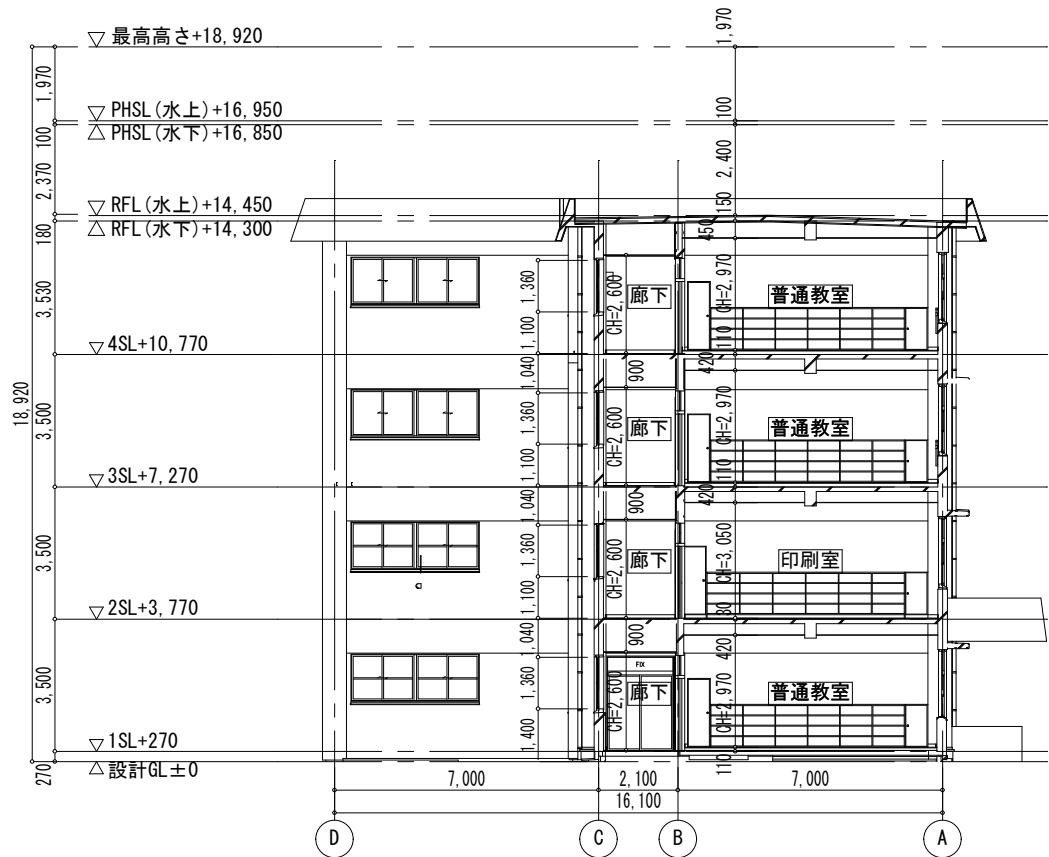 ▽ 最高高さ+18,920
▽ PHSL(水上)+16,950
△ PHSL(水下)+16,850
▽ RFL(水上)+14,450
△ RFL(水下)+14,300
▽ 4SL+10,770
▽ 3SL+7,270
▽ 2SL+3,770
▽ 1SL+270
△ 設計GL±0
18,920
1,970
100
2,370
180
3,530
3,500
3,500
3,500
270
1,970
100
2,400
150
450
CH=2,970
110
420
CH=2,970
110
420
CH=3,050
30
420
CH=2,970
110
1,360
1,100
1,040
1,360
1,100
1,040
1,360
1,100
1,040
1,360
1,400
CH=2,600
900
CH=2,600
900
CH=2,600
900
CH=2,600
廊下
普通教室
廊下
普通教室
廊下
印刷室
FIX
廊下
普通教室
7,000
2,100
7,000
16,100
D
C
B
A